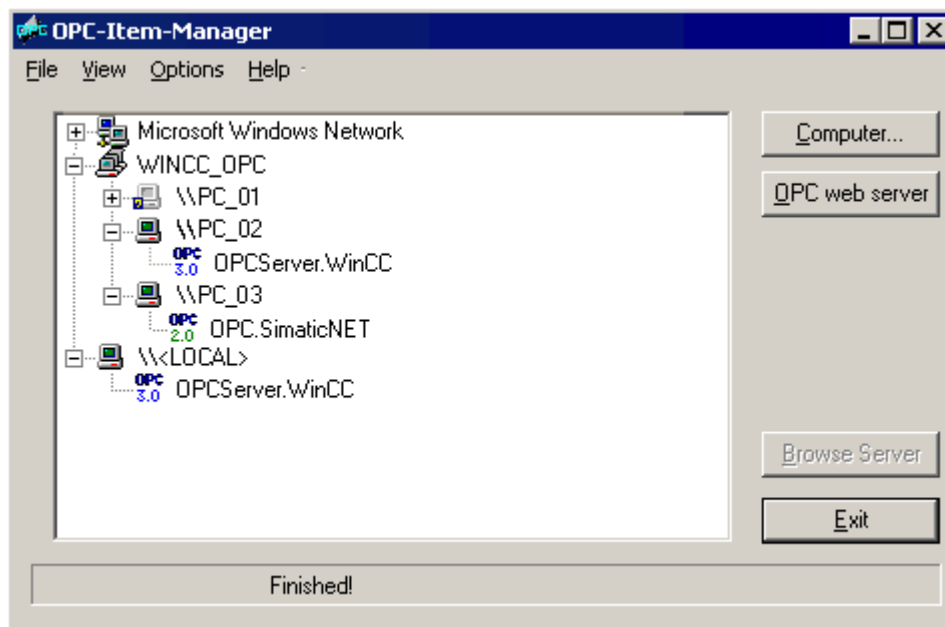 OPC-Item-Manager
File View Options Help
Microsoft Windows Network
WINCC_OPC
\\PC_01
\\PC_02
OPC 3.0 OPCServer.WinCC
\\PC_03
OPC 2.0 OPC.SimaticNET
\\<LOCAL>
OPC 3.0 OPCServer.WinCC
Computer...
OPC web server
Browse Server
Exit
Finished!